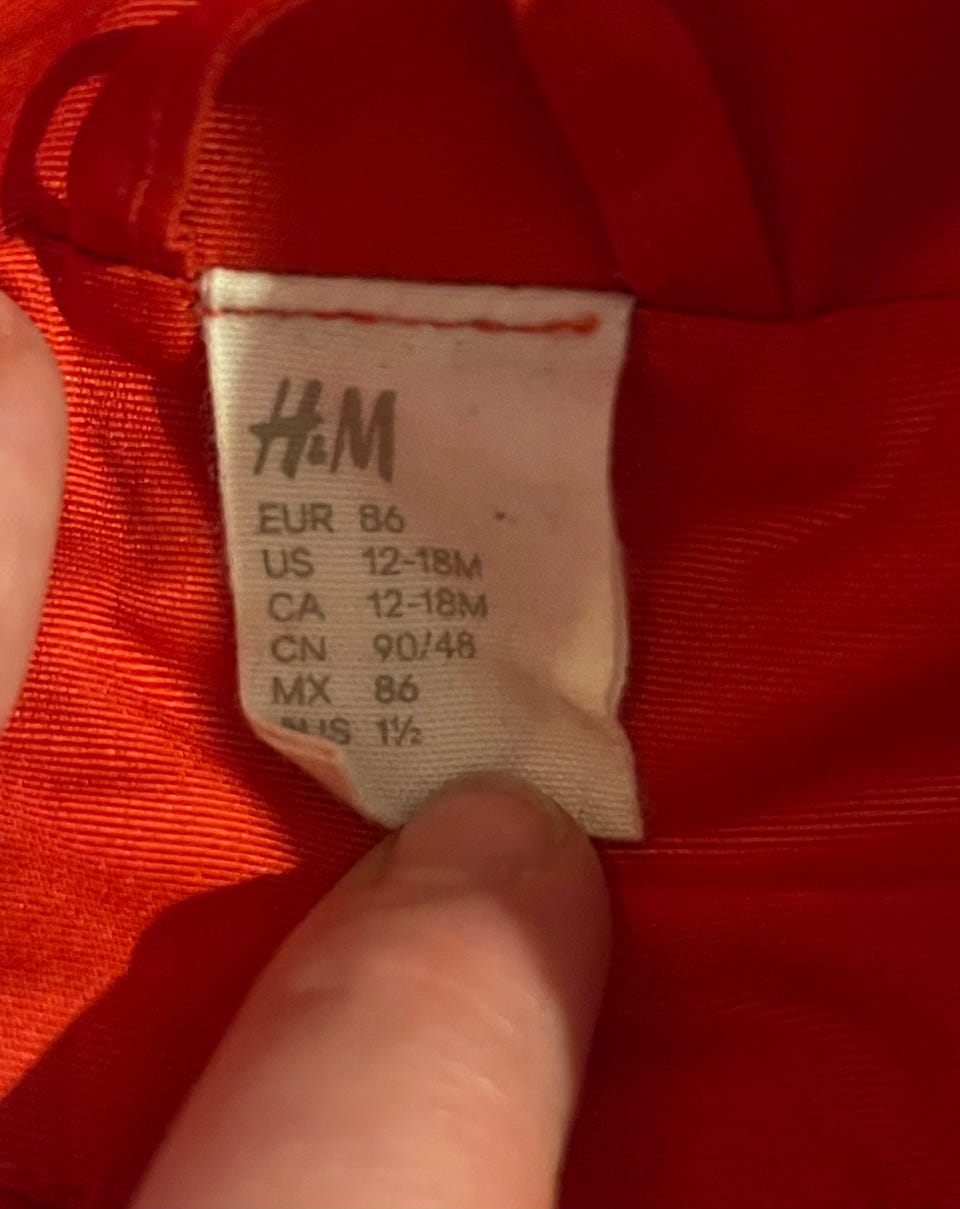 H&M
EUR 86
US 12-18M
CA 12-18M
CN 90/48
MX 86
1½